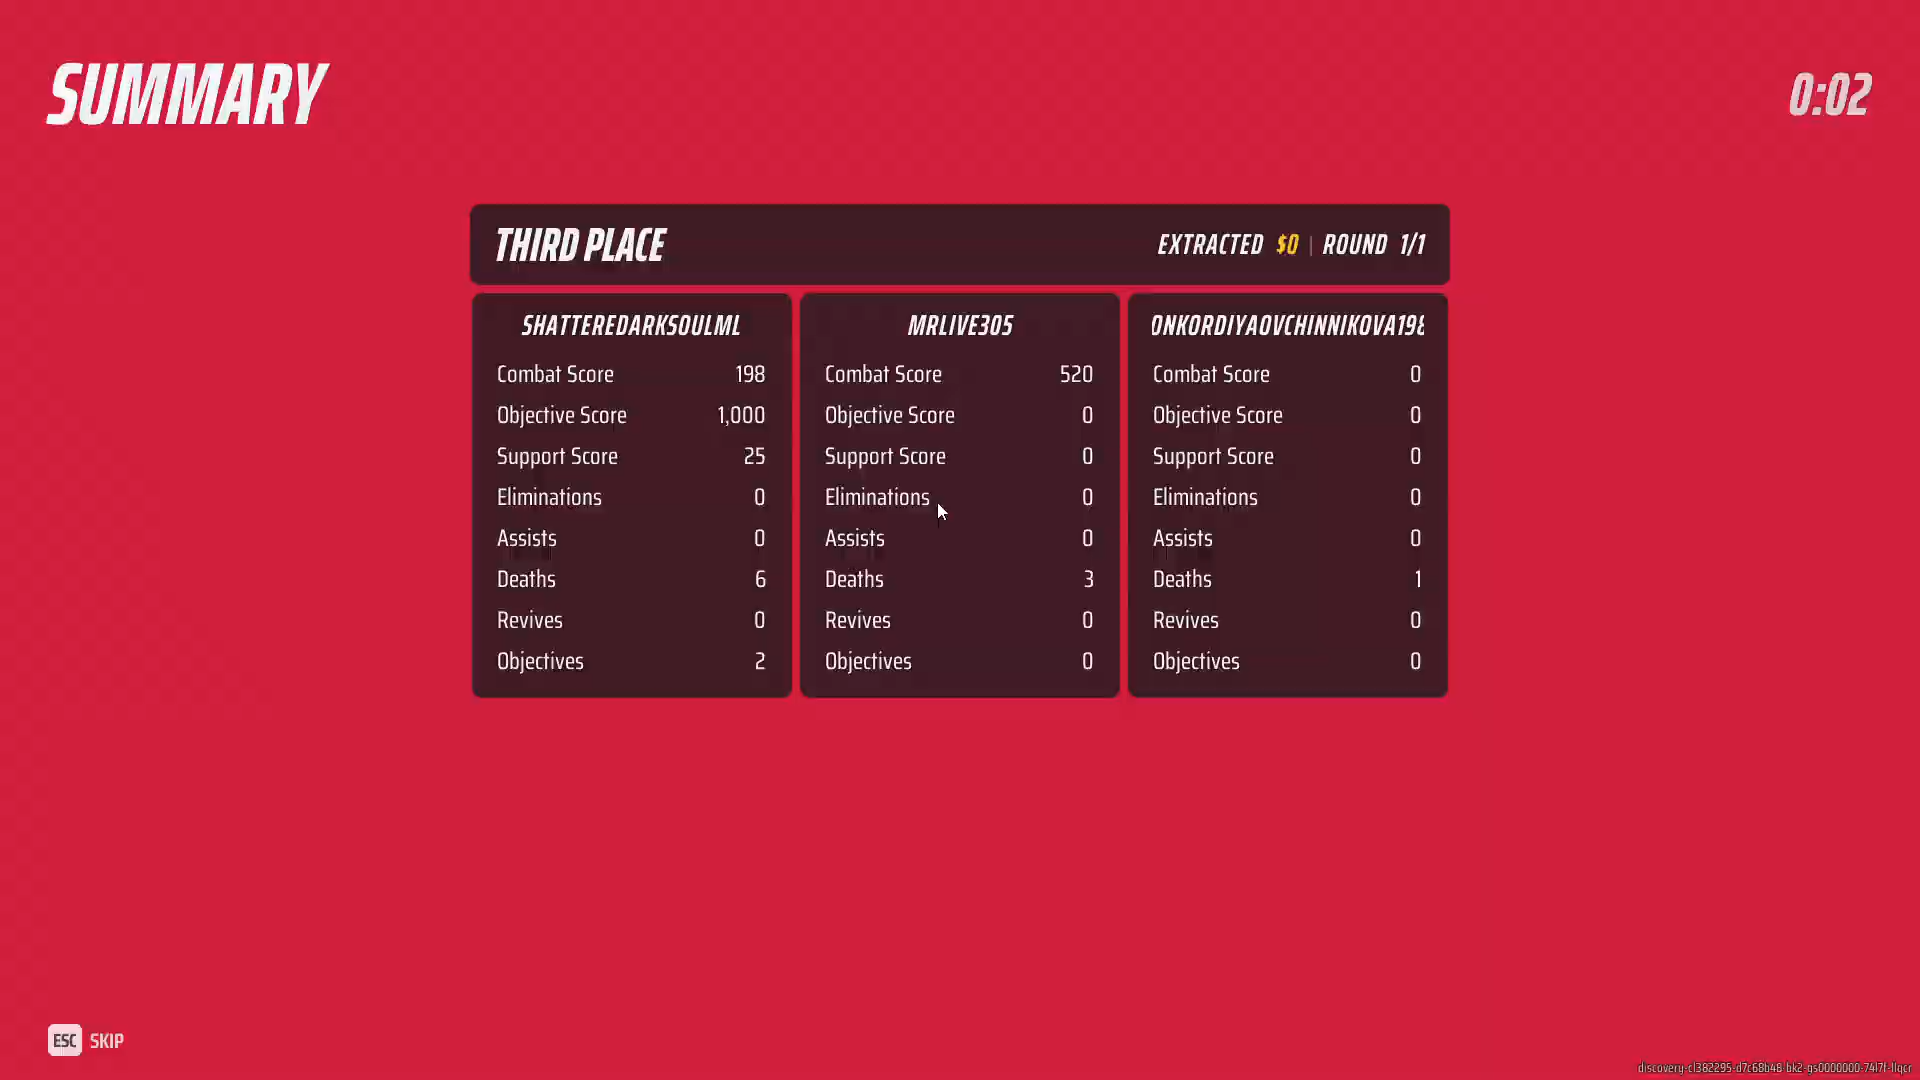 SUMMARY
0:02
THIRD PLACE
EXTRACTED $0 | ROUND 1/1
SHATTEREDARKSOULML
Combat Score 198
Objective Score 1,000
Support Score 25
Eliminations 0
Assists 0
Deaths 6
Revives 0
Objectives 2
MRLIVE305
Combat Score 520
Objective Score 0
Support Score 0
Eliminations 0
Assists 0
Deaths 3
Revives 0
Objectives 0
ONKORDIYAOVCHINNIKOVA198
Combat Score 0
Objective Score 0
Support Score 0
Eliminations 0
Assists 0
Deaths 1
Revives 0
Objectives 0
ESC SKIP